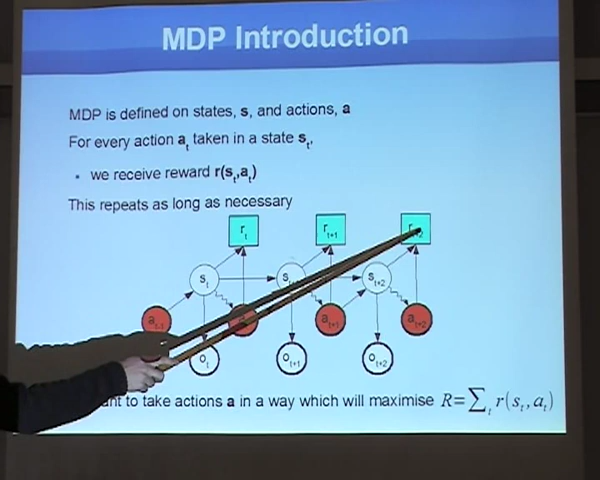 MDP Introduction
MDP is defined on states, s, and actions, a
For every action a_t taken in a state s_t,
• we receive reward r(s_t,a_t)
This repeats as long as necessary
r_t r_t+1
s_t s_t+2
a_t-1 a_t+1 a_t+2
o_t o_t+1 o_t+2
to take actions a in a way which will maximise R=∑_t r(s_t,a_t)